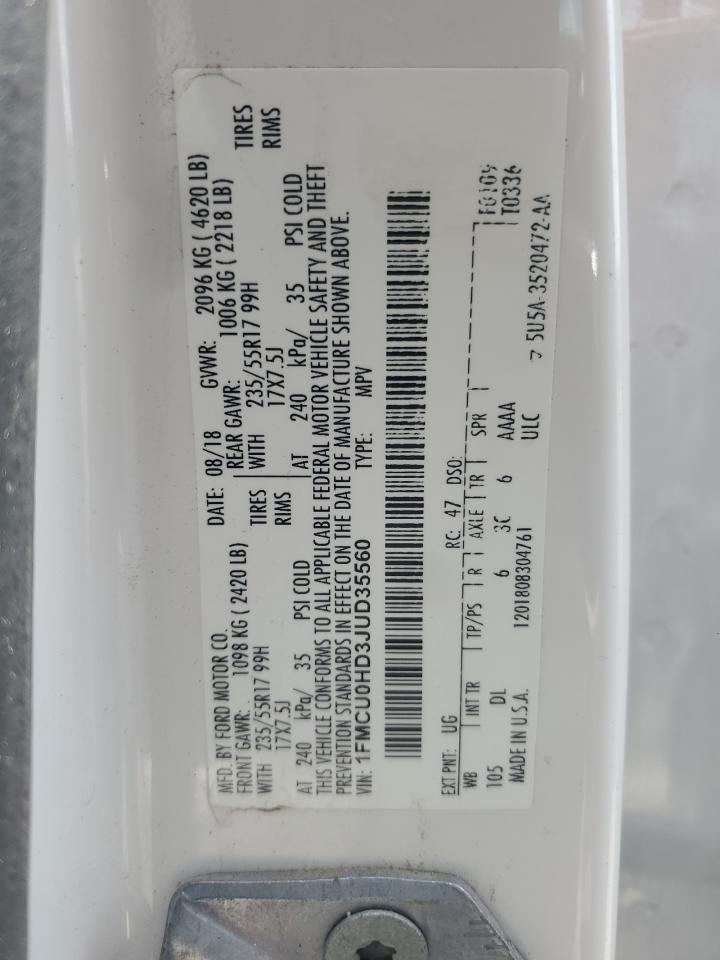 MFD. BY FORD MOTOR CO.
DATE: 08/18 GVWR: 2096 KG ( 4620 LB)
FRONT GAWR: 1098 KG ( 2420 LB) REAR GAWR: 1006 KG ( 2218 LB)
WITH 235/55R17 99H TIRES WITH 235/55R17 99H TIRES
17X7.5J RIMS 17X7.5J RIMS
AT 240 kPa/ 35 PSI COLD AT 240 kPa/ 35 PSI COLD
THIS VEHICLE CONFORMS TO ALL APPLICABLE FEDERAL MOTOR VEHICLE SAFETY AND THEFT
PREVENTION STANDARDS IN EFFECT ON THE DATE OF MANUFACTURE SHOWN ABOVE.
VIN: 1FMCU0HD3JUD35560 TYPE: MPV
EXT PNT: UG RC: 47 DSO:
WB INT TR TP/PS R AXLE TR SPR
105 DL 6 3C 6 AAAA
MADE IN U.S.A. 1201808304761 ULC
T0336
5U5A-3520472-AA